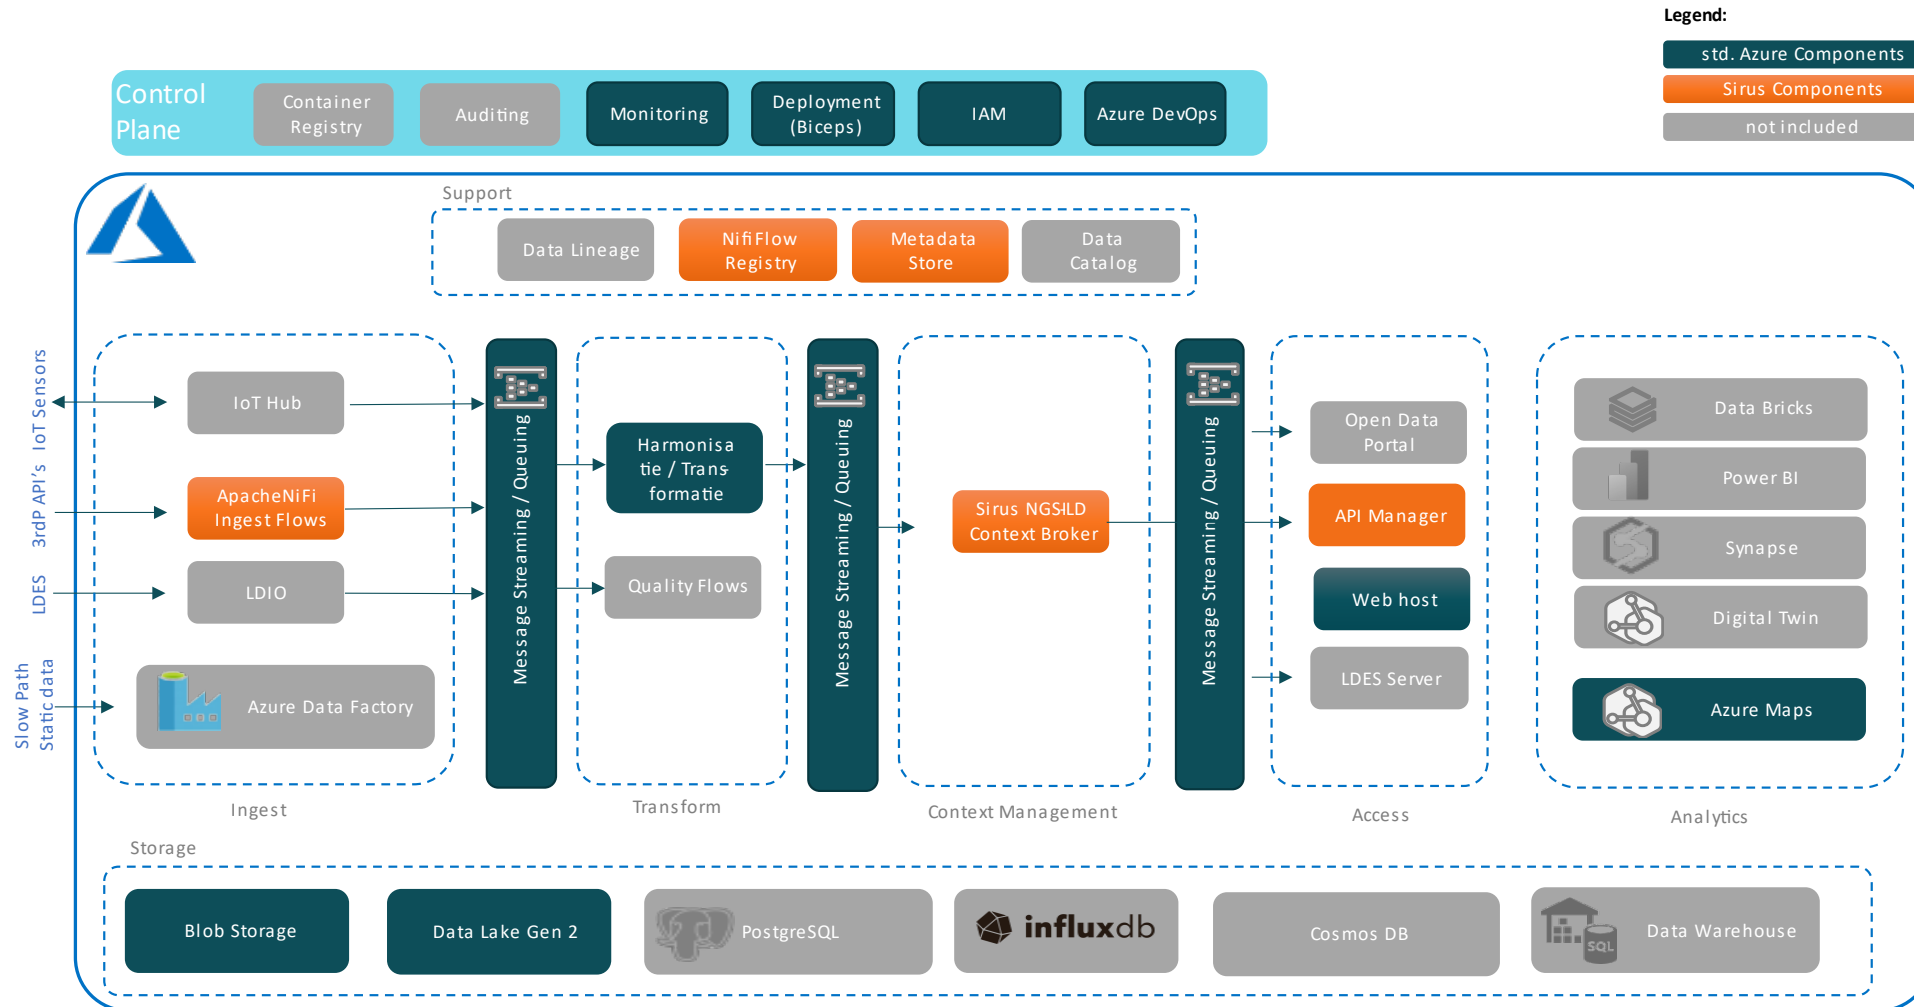 Legend:
std. Azure Components
Sirus Components
not included
Control
Plane
Container
Registry
Auditing
Monitoring
Deployment
(Biceps)
IAM
Azure DevOps
Support
Data Lineage
NifiFlow
Registry
Metadata
Store
Data
Catalog
IoT Sensors
3rdP API's
LDES
Slow Path
Static data
IoT Hub
ApacheNiFi
Ingest Flows
LDIO
Azure Data Factory
Ingest
Message Streaming / Queuing
Harmonisa
tie / Trans-
formatie
Quality Flows
Transform
Message Streaming / Queuing
Sirus NGSI-LD
Context Broker
Context Management
Message Streaming / Queuing
Open Data
Portal
API Manager
Web host
LDES Server
Access
Data Bricks
Power BI
Synapse
Digital Twin
Azure Maps
Analytics
Storage
Blob Storage
Data Lake Gen 2
PostgreSQL
influxdb
Cosmos DB
SQL
Data Warehouse